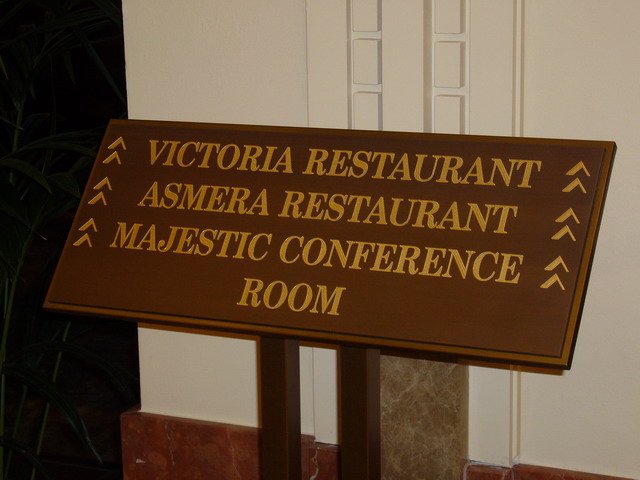 VICTORIA RESTAURANT
ASMERA RESTAURANT
MAJESTIC CONFERENCE
ROOM